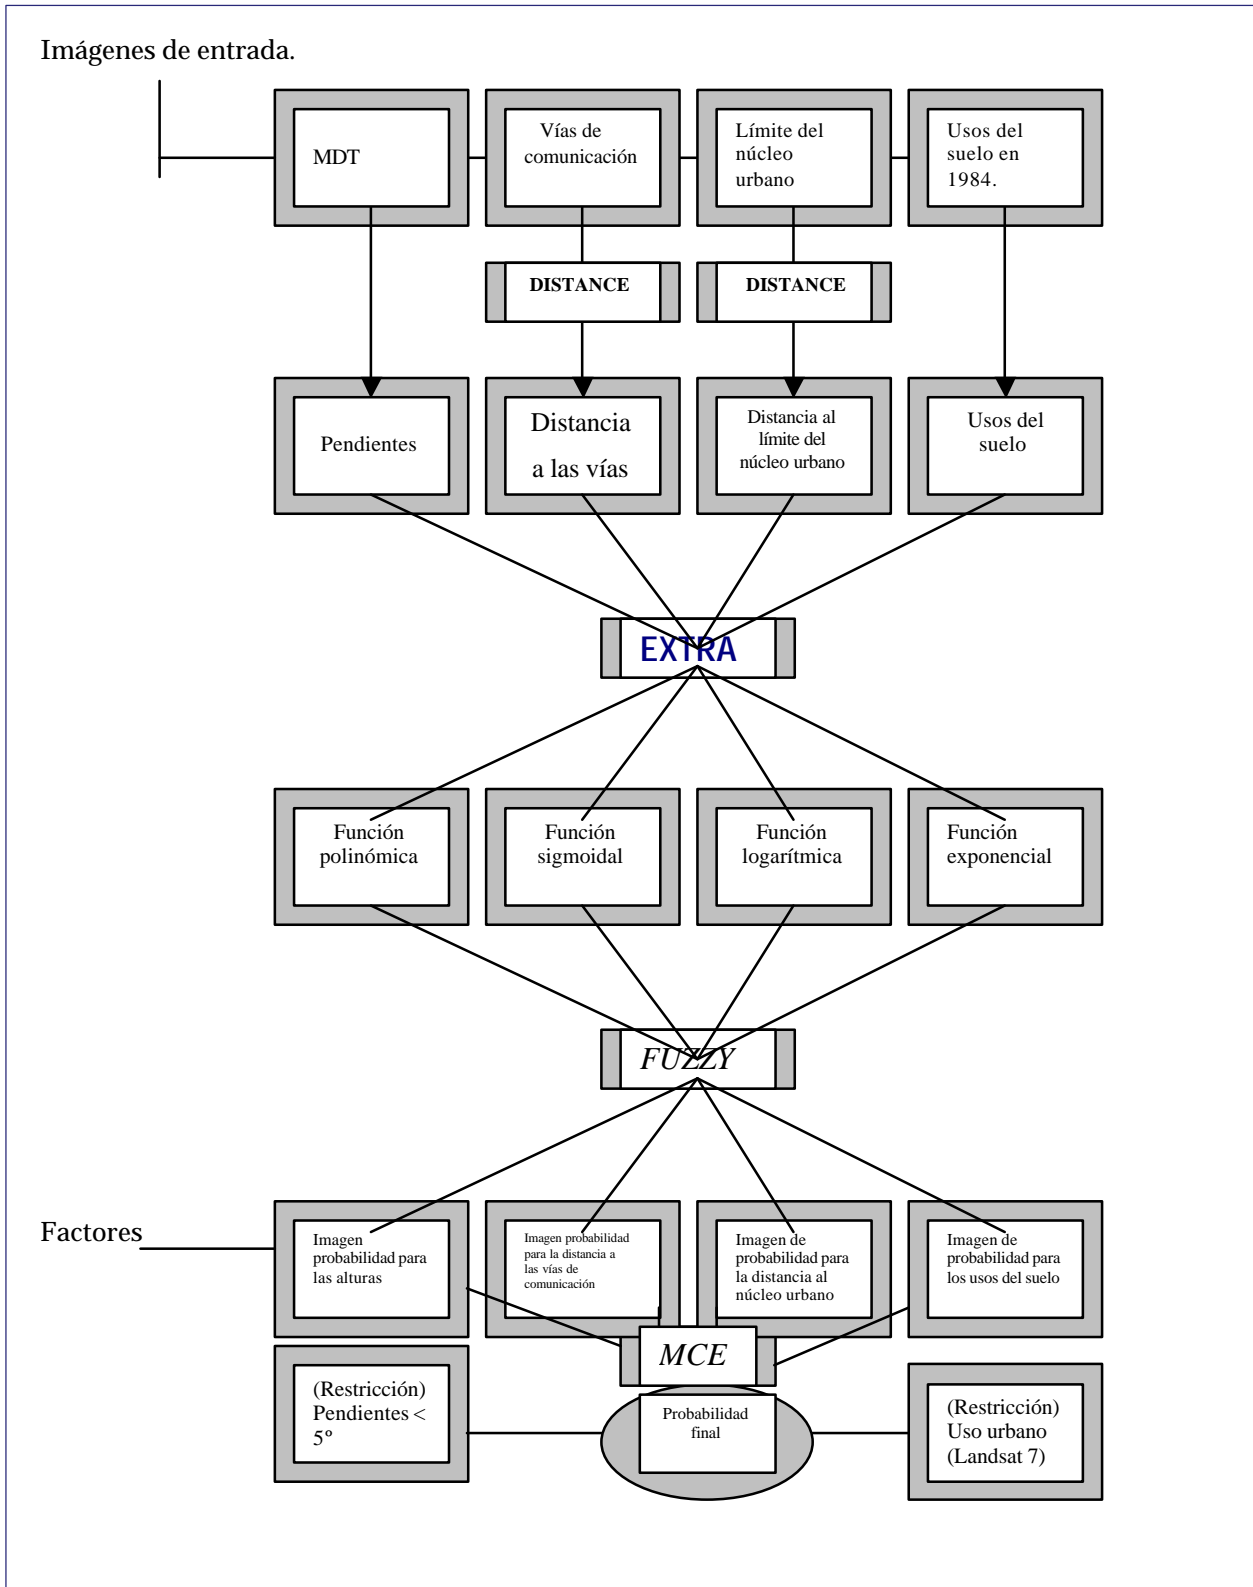 Imágenes de entrada.
MDT
Vías de
comunicación
Límite del
núcleo
urbano
Usos del
suelo en
1984.
DISTANCE
DISTANCE
Pendientes
Distancia
a las vías
Distancia al
límite del
núcleo urbano
Usos del
suelo
EXTRA
Función
polinómica
Función
sigmoidal
Función
logarítmica
Función
exponencial
FUZZY
Factores
Imagen
probabilidad para
las alturas
Imagen probabilidad
para la distancia a
las vías de
comunicación
Imagen de
probabilidad para
la distancia al
núcleo urbano
Imagen de
probabilidad para
los usos del suelo
MCE
(Restricción)
Pendientes <
5º
Probabilidad
final
(Restricción)
Uso urbano
(Landsat 7)